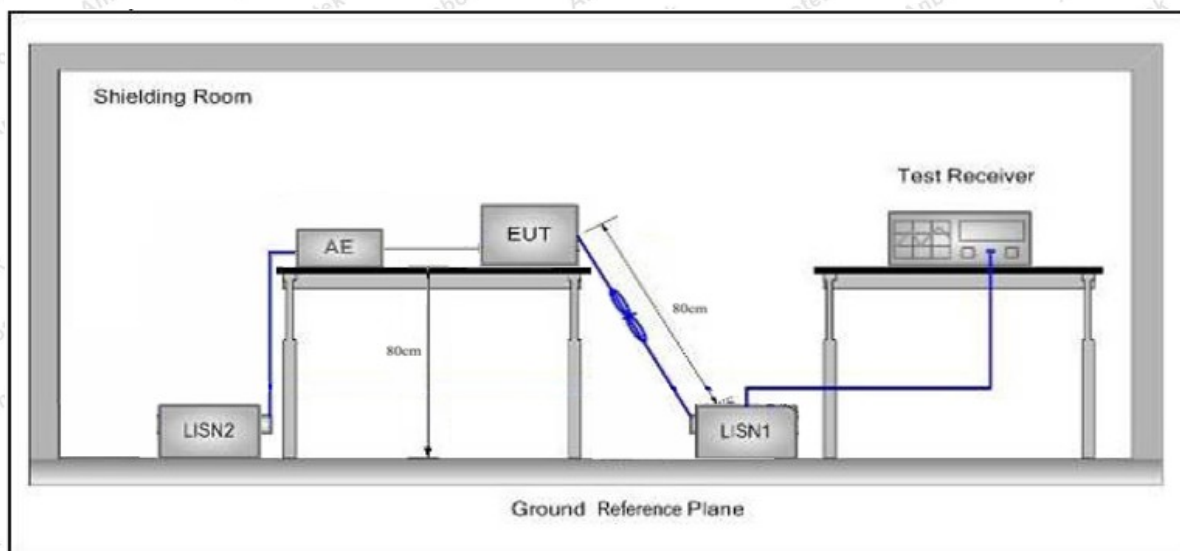 Shielding Room
Test Receiver
AE
EUT
80cm
80cm
LISN2
LISN1
Ground Reference Plane